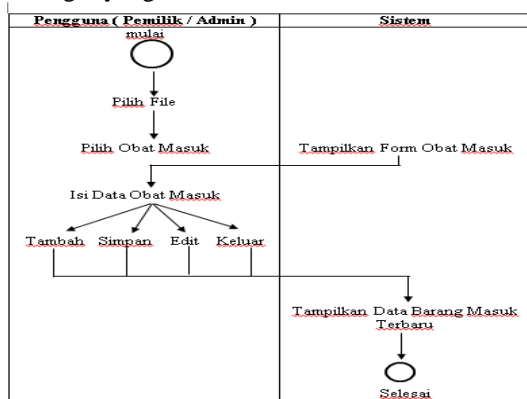 Pengguna ( Pemilik / Admin )
Sistem
mulai
Pilih File
Pilih Obat Masuk
Tampilkan Form Obat Masuk
Isi Data Obat Masuk
Tambah Simpan Edit Keluar
Tampilkan Data Barang Masuk
Terbaru
Selesai